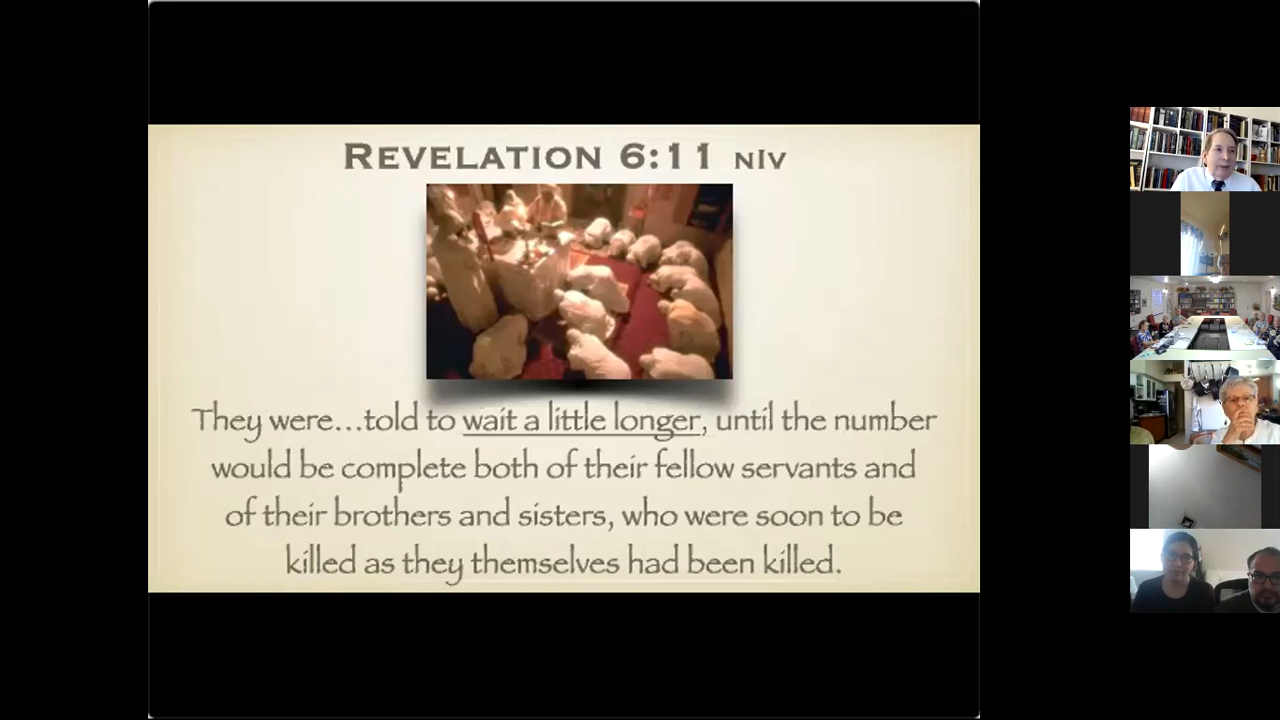 REVELATION 6:11 NIV
They were...told to wait a little longer, until the number
would be complete both of their fellow servants and
of their brothers and sisters, who were soon to be
killed as they themselves had been killed.